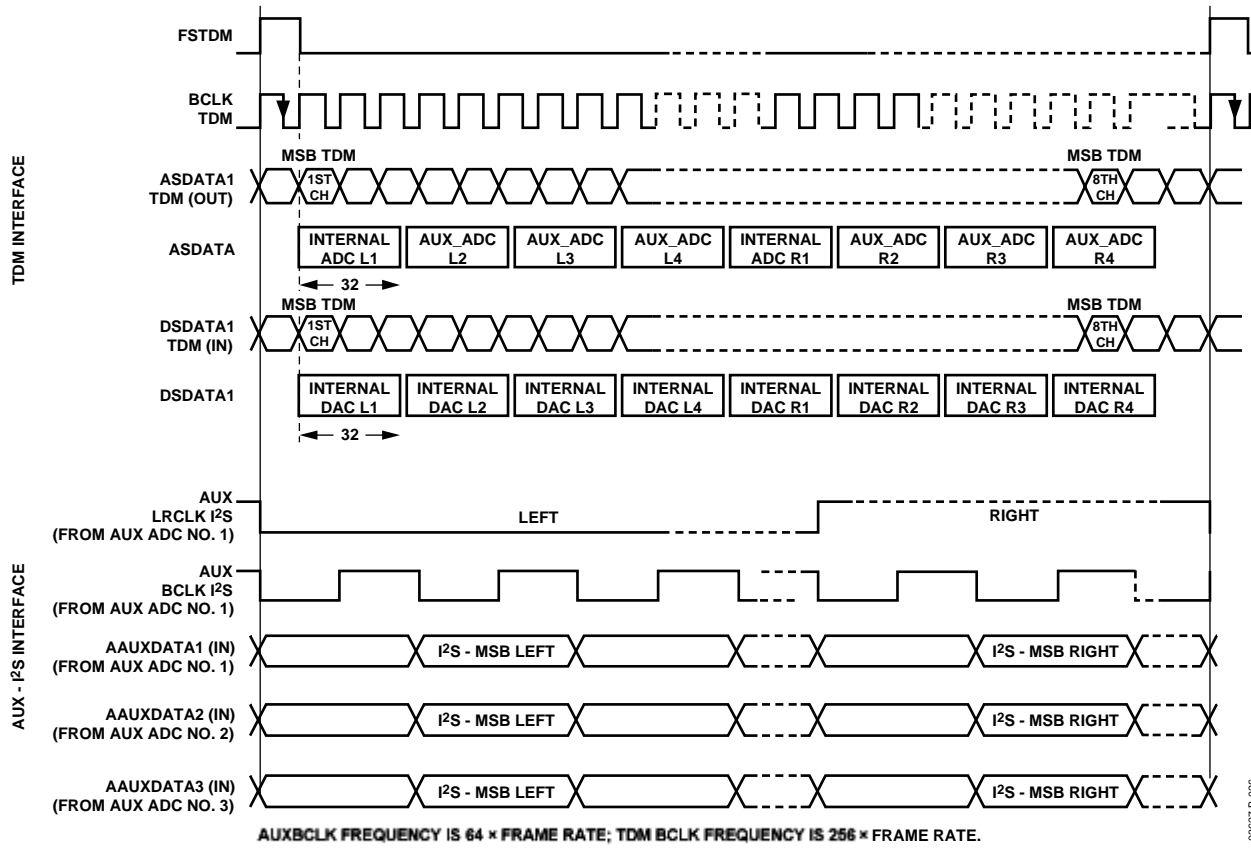 TDM INTERFACE
FSTDM
BCLK
TDM
MSB TDM
MSB TDM
ASDATA1
TDM (OUT)
1ST
CH
8TH
CH
ASDATA
INTERNAL
ADC L1
AUX_ADC
L2
AUX_ADC
L3
AUX_ADC
L4
INTERNAL
ADC R1
AUX_ADC
R2
AUX_ADC
R3
AUX_ADC
R4
32
MSB TDM
MSB TDM
DSDATA1
TDM (IN)
1ST
CH
8TH
CH
DSDATA1
INTERNAL
DAC L1
INTERNAL
DAC L2
INTERNAL
DAC L3
INTERNAL
DAC L4
INTERNAL
DAC R1
INTERNAL
DAC R2
INTERNAL
DAC R3
INTERNAL
DAC R4
32
AUX - I²S INTERFACE
AUX
LRCLK I²S
(FROM AUX ADC NO. 1)
LEFT
RIGHT
AUX
BCLK I²S
(FROM AUX ADC NO. 1)
AAUXDATA1 (IN)
(FROM AUX ADC NO. 1)
I²S - MSB LEFT
I²S - MSB RIGHT
AAUXDATA2 (IN)
(FROM AUX ADC NO. 2)
I²S - MSB LEFT
I²S - MSB RIGHT
AAUXDATA3 (IN)
(FROM AUX ADC NO. 3)
I²S - MSB LEFT
I²S - MSB RIGHT
AUXBCLK FREQUENCY IS 64 × FRAME RATE; TDM BCLK FREQUENCY IS 256 × FRAME RATE.